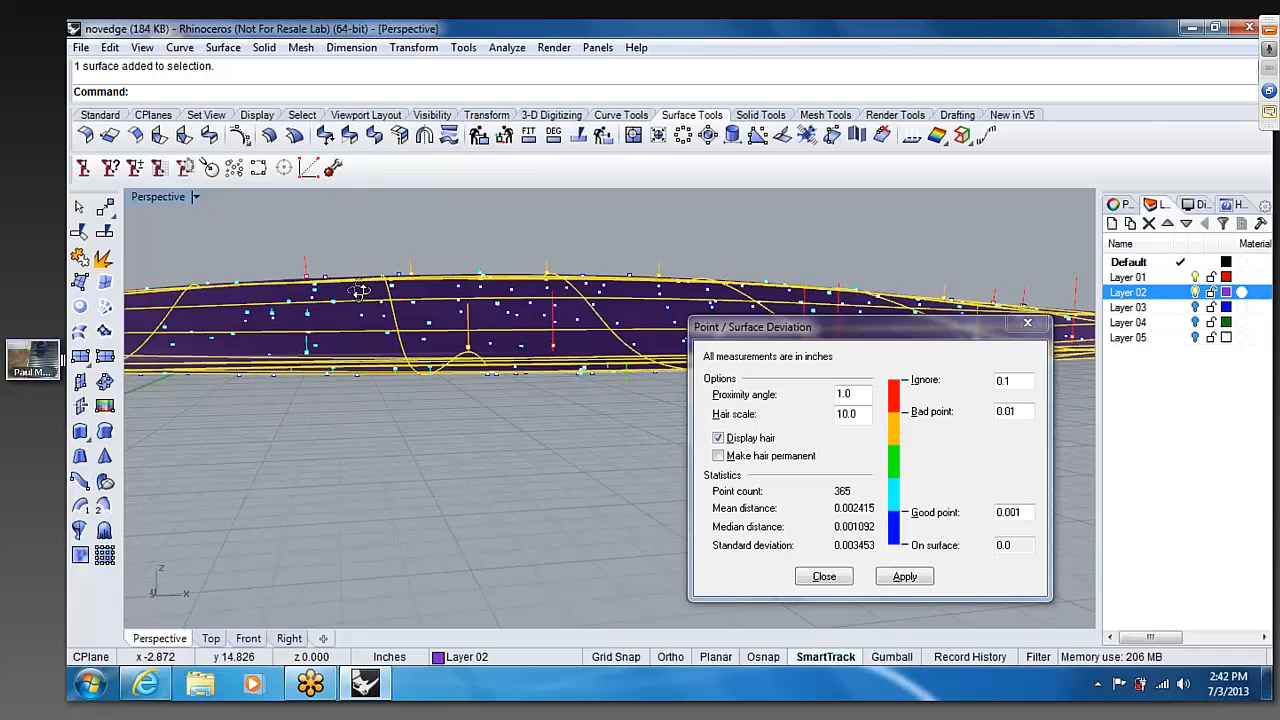 novedge (184 KB) - Rhinoceros (Not For Resale Lab) (64-bit) - [Perspective]
File Edit View Curve Surface Solid Mesh Dimension Transform Tools Analyze Render Panels Help
1 surface added to selection.
Command:
Standard CPlanes Set View Display Select Viewport Layout Visibility Transform 3-D Digitizing Curve Tools Surface Tools Solid Tools Mesh Tools Render Tools Drafting New in V5
Perspective
P... L... Di... H...
Name Material
Default
Layer 01
Layer 02
Layer 03
Layer 04
Layer 05
Paul M...
Point / Surface Deviation
All measurements are in inches
Options
Proximity angle: 1.0
Hair scale: 10.0
Display hair
Make hair permanent
Statistics
Point count: 365
Mean distance: 0.002415
Median distance: 0.001092
Standard deviation: 0.003453
Ignore: 0.1
Bad point: 0.01
Good point: 0.001
On surface: 0.0
Close Apply
z
y x
Perspective Top Front Right
CPlane x -2.872 y 14.826 z 0.000 Inches Layer 02 Grid Snap Ortho Planar Osnap SmartTrack Gumball Record History Filter Memory use: 206 MB
2:42 PM
7/3/2013